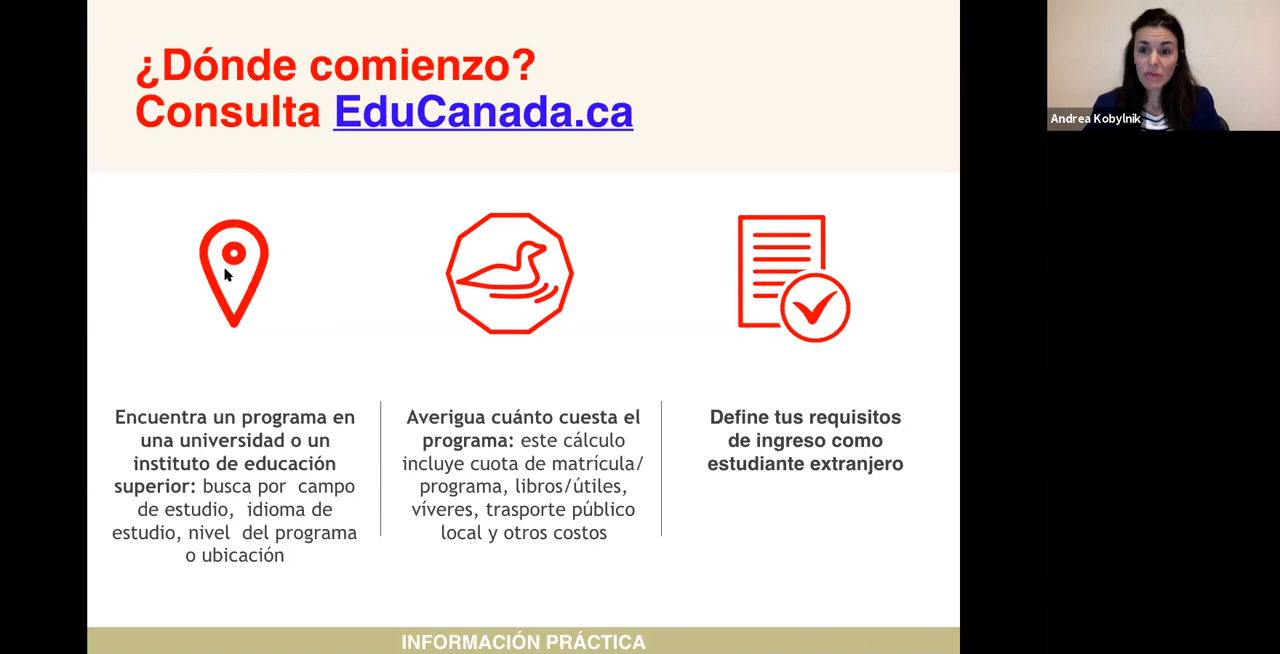 ¿Dónde comienzo?
Consulta EduCanada.ca
Andrea Kobylnik
Encuentra un programa en
una universidad o un
instituto de educación
superior: busca por campo
de estudio, idioma de
estudio, nivel del programa
o ubicación
Averigua cuánto cuesta el
programa: este cálculo
incluye cuota de matrícula/
programa, libros/útiles,
víveres, trasporte público
local y otros costos
Define tus requisitos
de ingreso como
estudiante extranjero
INFORMACIÓN PRÁCTICA